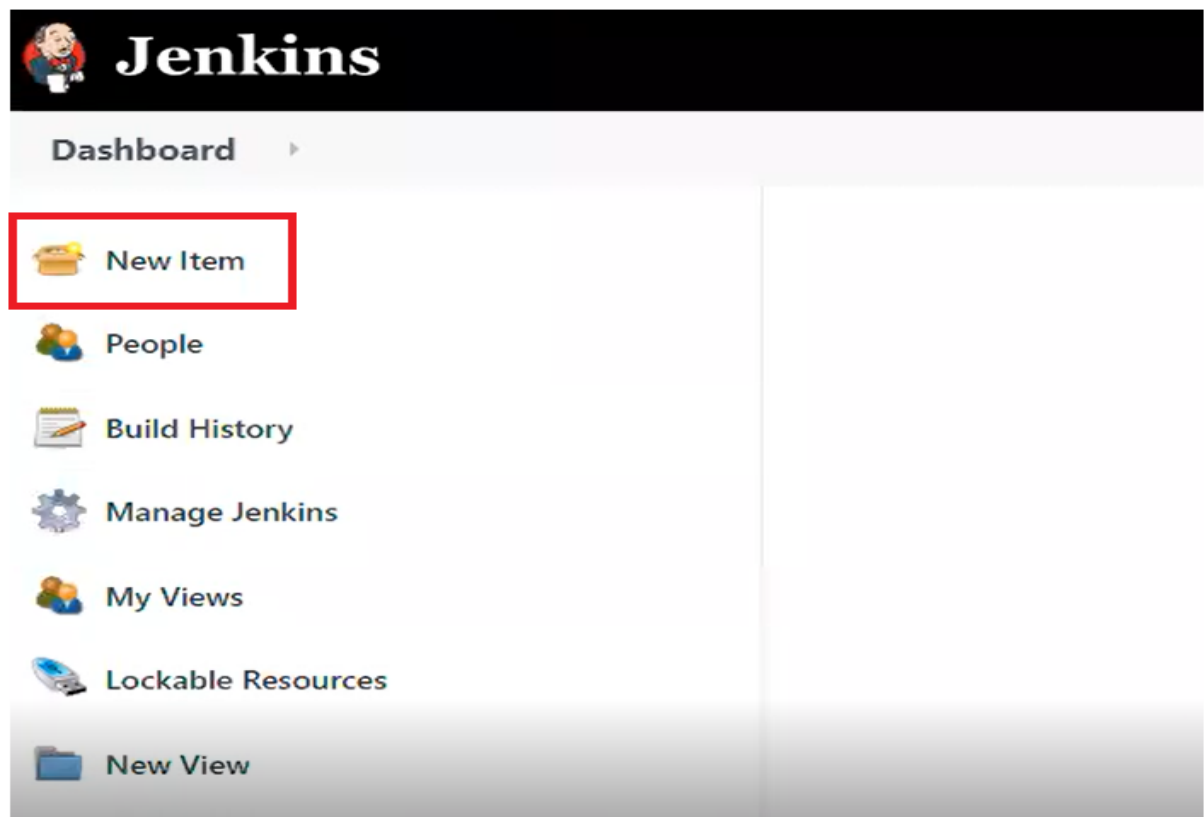 Jenkins
Dashboard
New Item
People
Build History
Manage Jenkins
My Views
Lockable Resources
New View